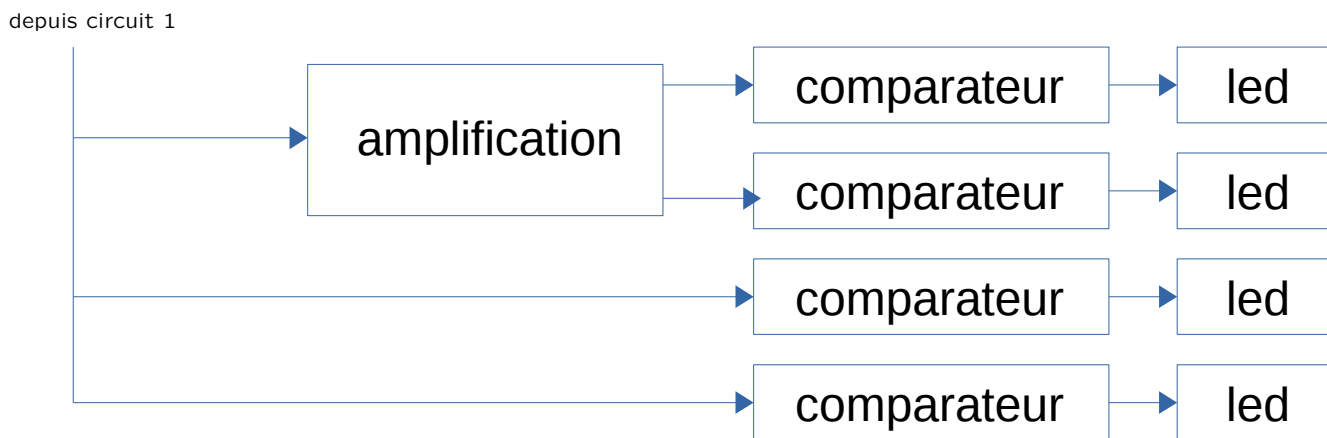 depuis circuit 1
comparateur
led
amplification
comparateur
led
comparateur
led
comparateur
led